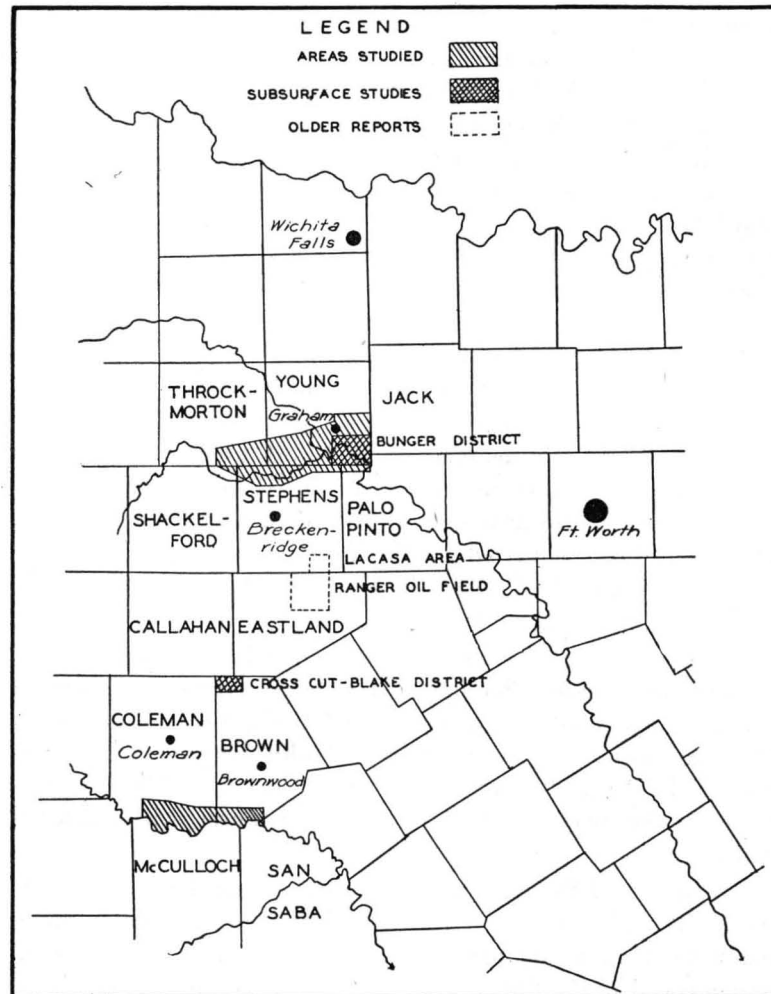 LEGEND
AREAS STUDIED
SUBSURFACE STUDIES
OLDER REPORTS
Wichita
Falls
THROCK-
MORTON
YOUNG
JACK
Graham
BUNGER DISTRICT
STEPHENS
PALO
PINTO
SHACKEL-
FORD
Brecken-
ridge
Ft. Worth
LACASA AREA
RANGER OIL FIELD
CALLAHAN
EASTLAND
CROSS CUT-BLAKE DISTRICT
COLEMAN
Coleman
BROWN
Brownwood
McCULLOCH
SAN
SABA